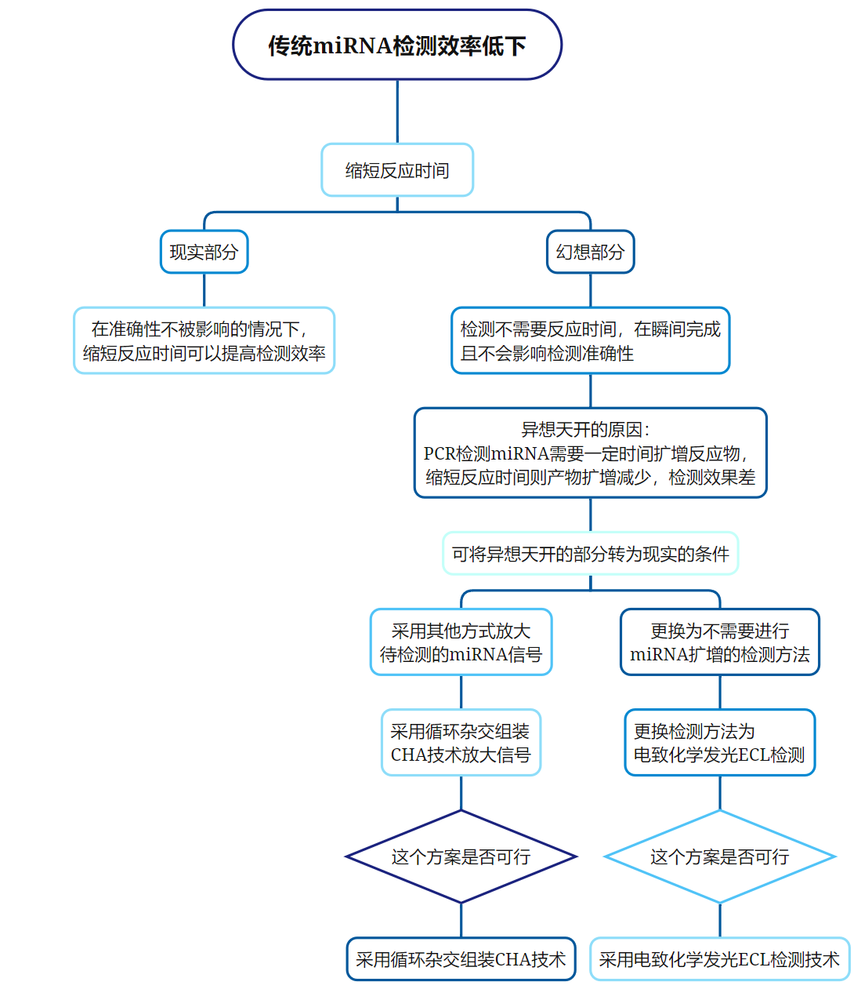 传统miRNA检测效率低下
缩短反应时间
现实部分
幻想部分
在准确性不被影响的情况下，
缩短反应时间可以提高检测效率
检测不需要反应时间，在瞬间完成
且不会影响检测准确性
异想天开的原因：
PCR检测miRNA需要一定时间扩增反应物，
缩短反应时间则产物扩增减少，检测效果差
可将异想天开的部分转为现实的条件
采用其他方式放大
待检测的miRNA信号
更换为不需要进行
miRNA扩增的检测方法
采用循环杂交组装
CHA技术放大信号
更换检测方法为
电致化学发光ECL检测
这个方案是否可行
这个方案是否可行
采用循环杂交组装CHA技术
采用电致化学发光ECL检测技术